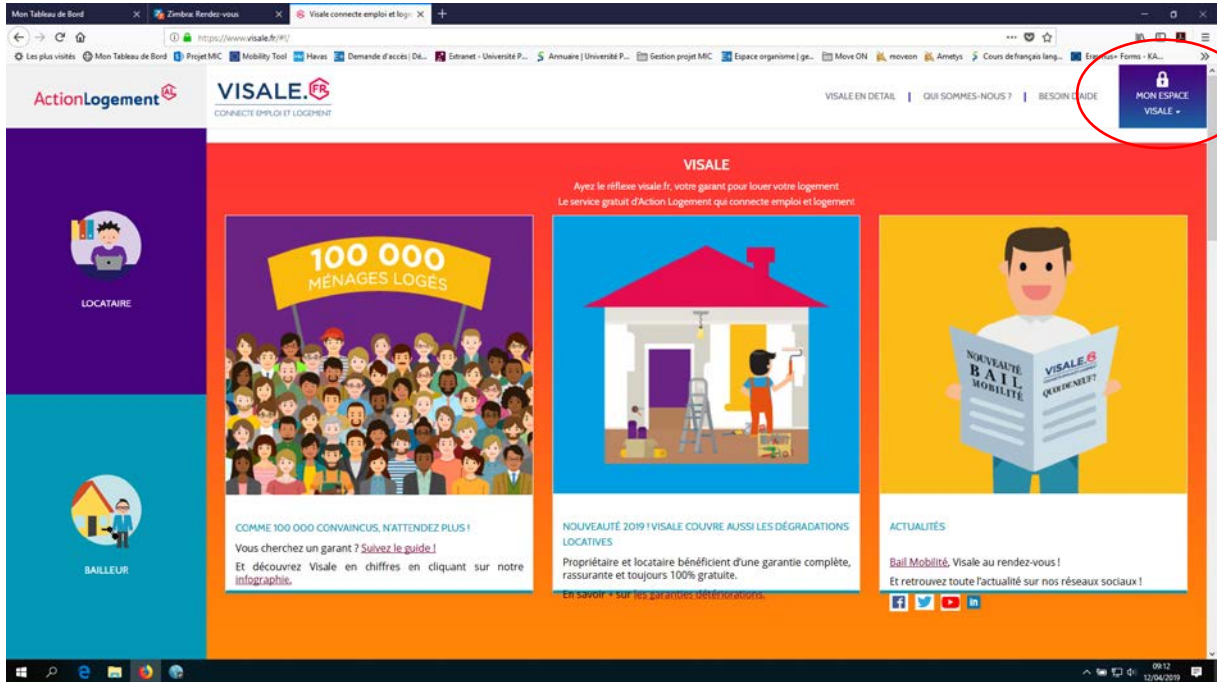 Mon Tableau de Bord
Zimbra: Rendez-vous
Visale connecte emploi et log
https://www.visale.fr/#!/
Les plus visités Mon Tableau de Bord Projet MIC Mobility Tool Havas Demande d'accès | Dé... Extranet - Université P... Annuaire | Université P... Gestion projet MIC Espace organisme | ge... Move ON moveon Ametys Cours de français lang... Erasmus+ Forms - KA...
ActionLogement AL
VISALE.FR
CONNECTE EMPLOI ET LOGEMENT
VISALE EN DETAIL | QUI SOMMES-NOUS ? | BESOIN D'AIDE
MON ESPACE
VISALE
LOCATAIRE
BAILLEUR
VISALE
Ayez le réflexe visale.fr, votre garant pour louer votre logement
Le service gratuit d'Action Logement qui connecte emploi et logement
100 000
MÉNAGES LOGÉS
COMME 100 000 CONVAINCUS, N'ATTENDEZ PLUS !
Vous cherchez un garant ? Suivez le guide !
Et découvrez Visale en chiffres en cliquant sur notre
infographie.
NOUVEAUTÉ 2019 ! VISALE COUVRE AUSSI LES DÉGRADATIONS
LOCATIVES
Propriétaire et locataire bénéficient d'une garantie complète,
rassurante et toujours 100% gratuite.
En savoir + sur les garanties détériorations.
NOUVEAUTÉ
BAIL
MOBILITÉ
VISALE.
QUOI DE NEUF ?
ACTUALITÉS
Bail Mobilité, Visale au rendez-vous !
Et retrouvez toute l'actualité sur nos réseaux sociaux !
09:12
12/04/2019